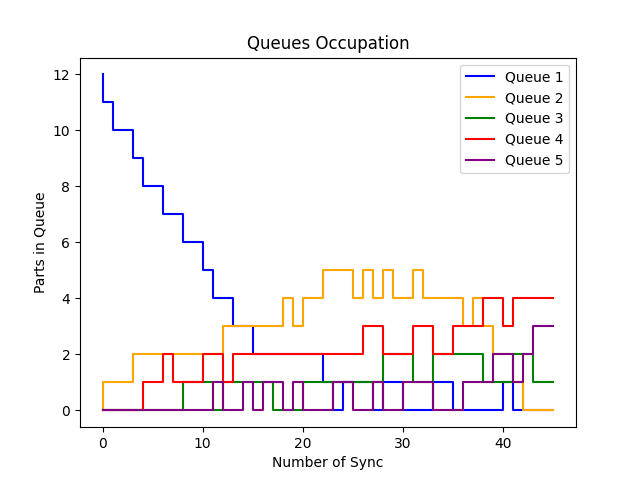 Queues Occupation
12
10
8
6
4
2
0
Parts in Queue
Queue 1
Queue 2
Queue 3
Queue 4
Queue 5
0 10 20 30 40
Number of Sync